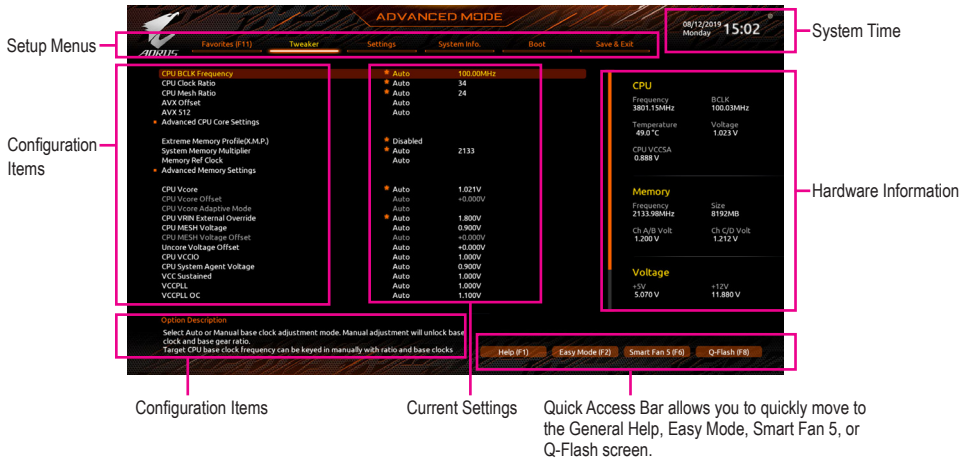 ADVANCED MODE
08/12/2019 15:02
Monday
System Time
Setup Menus
AORUS
Favorites (F11) Tweaker Settings System Info. Boot Save & Exit
CPU BCLK Frequency Auto 100.00MHz
CPU Clock Ratio Auto 34
CPU Mesh Ratio Auto 24
AVX Offset Auto
AVX 512 Auto
Advanced CPU Core Settings
Extreme Memory Profile(X.M.P.) Disabled
System Memory Multiplier Auto 2133
Memory Ref Clock Auto
Advanced Memory Settings
CPU Vcore Auto 1.021V
CPU Vcore Offset Auto +0.000V
CPU Vcore Adaptive Mode Auto
CPU VRIN External Override Auto 1.800V
CPU MESH Voltage Auto 0.900V
CPU MESH Voltage Offset Auto +0.000V
Uncore Voltage Offset Auto +0.000V
CPU VCCIO Auto 1.000V
CPU System Agent Voltage Auto 0.900V
VCC Sustained Auto 1.000V
VCCPLL Auto 1.000V
VCCPLL OC Auto 1.100V
Configuration
Items
CPU
Frequency BCLK
3801.15MHz 100.03MHz
Temperature Voltage
49.0°C 1.023 V
CPU VCCSA
0.888 V
Memory
Frequency Size
2133.98MHz 8192MB
Ch A/B Volt Ch C/D Volt
1.200 V 1.212 V
Voltage
+5V +12V
5.070 V 11.880 V
Hardware Information
Option Description
Select Auto or Manual base clock adjustment mode. Manual adjustment will unlock base
clock and base gear ratio.
Target CPU base clock frequency can be keyed in manually with ratio and base clocks
Help (F1) Easy Mode (F2) Smart Fan 5 (F6) Q-Flash (F8)
Configuration Items
Current Settings
Quick Access Bar allows you to quickly move to
the General Help, Easy Mode, Smart Fan 5, or
Q-Flash screen.